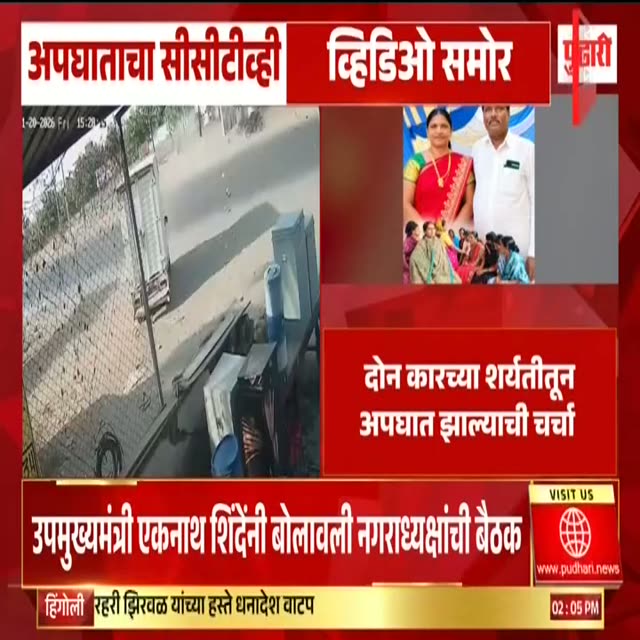 अपघाताचा सीसीटीव्ही व्हिडिओ समोर
पुढारी
दोन कारच्या शर्यतीतून
अपघात झाल्याची चर्चा
उपमुख्यमंत्री एकनाथ शिंदेंनी बोलावली नगराध्यक्षांची बैठक
VISIT US
www.pudhari.news
हिंगोली
रहरी झिरवळ यांच्या हस्ते धनादेश वाटप
02:05 PM